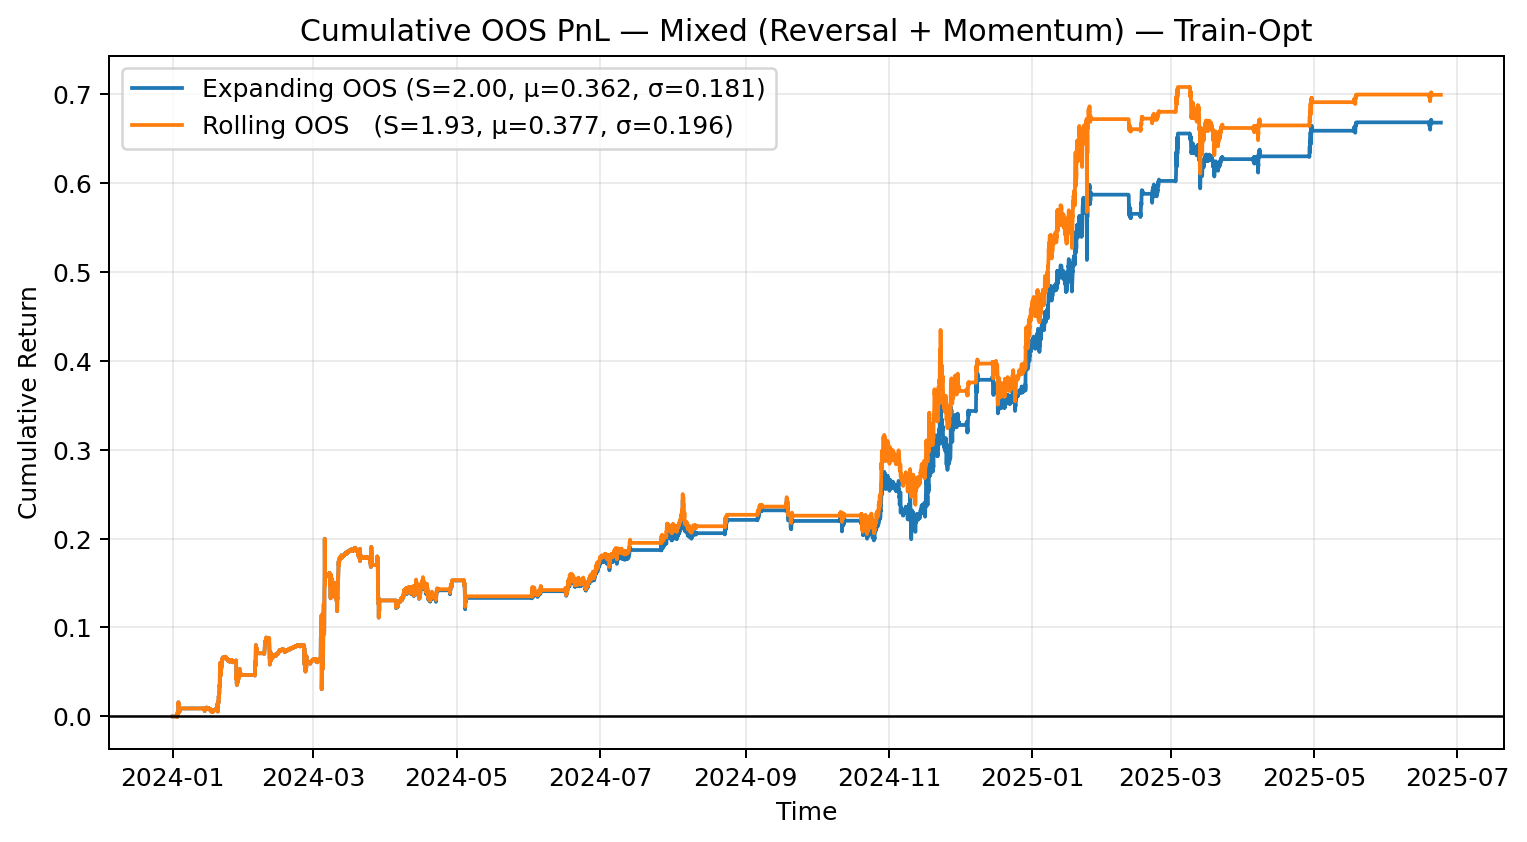 Cumulative OOS PnL — Mixed (Reversal + Momentum) — Train-Opt
Expanding OOS (S=2.00, μ=0.362, σ=0.181)
Rolling OOS   (S=1.93, μ=0.377, σ=0.196)
Cumulative Return
0.7
0.6
0.5
0.4
0.3
0.2
0.1
0.0
2024-01 2024-03 2024-05 2024-07 2024-09 2024-11 2025-01 2025-03 2025-05 2025-07
Time